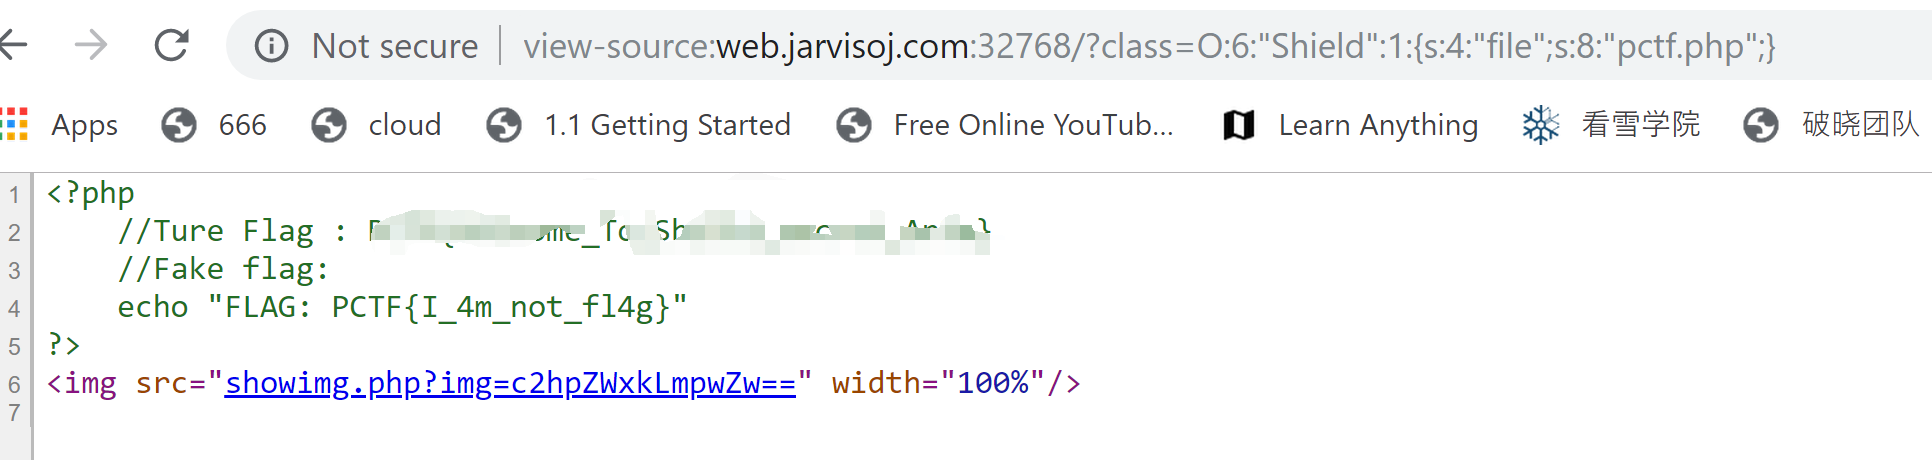 Not secure view-source:web.jarvisoj.com:32768/?class=O:6:"Shield":1:{s:4:"file";s:8:"pctf.php";}
Apps 666 cloud 1.1 Getting Started Free Online YouTub... Learn Anything 看雪学院 破晓团队
1 <?php
2 //Ture Flag :
3 //Fake flag:
4 echo "FLAG: PCTF{I_4m_not_fl4g}"
5 ?>
6 <img src="showimg.php?img=c2hpZWxkLmpwZw==" width="100%"/>
7